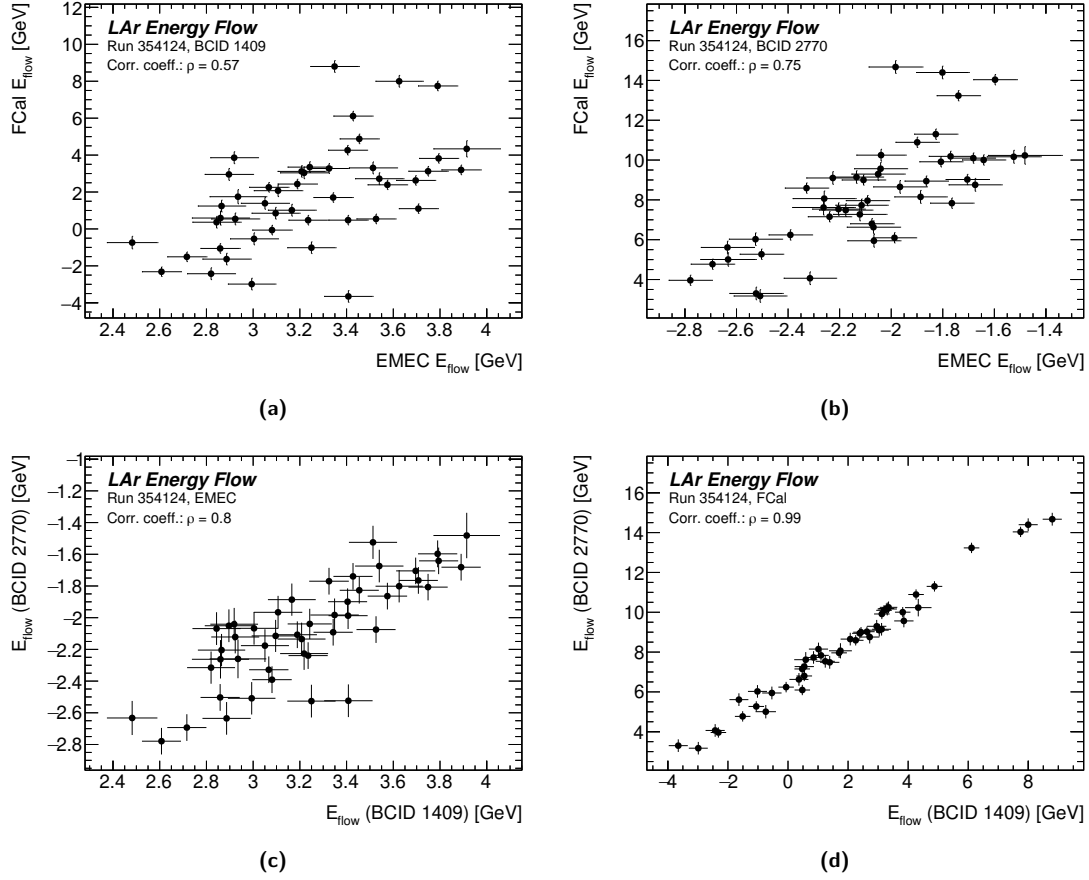 LAr Energy Flow
Run 354124, BCID 1409
Corr. coeff.: ρ = 0.57
FCal E_flow [GeV]
12
10
8
6
4
2
0
−2
−4
2.4 2.6 2.8 3 3.2 3.4 3.6 3.8 4
EMEC E_flow [GeV]
(a)
LAr Energy Flow
Run 354124, BCID 2770
Corr. coeff.: ρ = 0.75
FCal E_flow [GeV]
16
14
12
10
8
6
4
−2.8 −2.6 −2.4 −2.2 −2 −1.8 −1.6 −1.4
EMEC E_flow [GeV]
(b)
LAr Energy Flow
Run 354124, EMEC
Corr. coeff.: ρ = 0.8
E_flow (BCID 2770) [GeV]
−1
−1.2
−1.4
−1.6
−1.8
−2
−2.2
−2.4
−2.6
−2.8
2.4 2.6 2.8 3 3.2 3.4 3.6 3.8 4
E_flow (BCID 1409) [GeV]
(c)
LAr Energy Flow
Run 354124, FCal
Corr. coeff.: ρ = 0.99
E_flow (BCID 2770) [GeV]
16
14
12
10
8
6
4
−4 −2 0 2 4 6 8
E_flow (BCID 1409) [GeV]
(d)